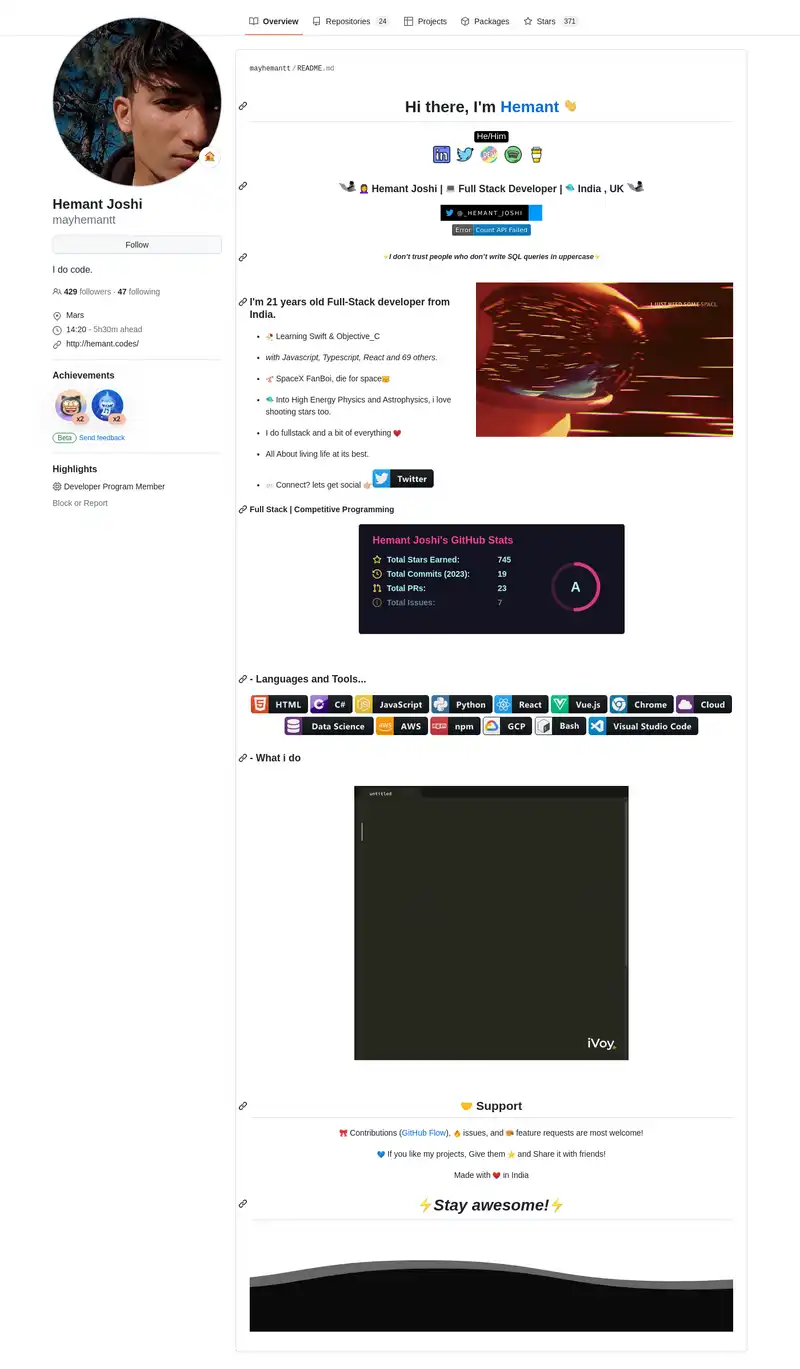 Overview Repositories 24 Projects Packages Stars 371
mayhemantt / README.md
Hi there, I'm Hemant 👋
He/Him
Hemant Joshi
mayhemantt
Follow
I do code.
429 followers · 47 following
Mars
14:20 - 5h30m ahead
http://hemant.codes/
Achievements
x2 x2
Beta Send feedback
Highlights
Developer Program Member
Block or Report
Hemant Joshi | 💻 Full Stack Developer | India , UK
@_HEMANT_JOSHI
Error Count API Failed
⚡I don't trust people who don't write SQL queries in uppercase⚡
I JUST NEED SOME SPACE
I'm 21 years old Full-Stack developer from
India.
Learning Swift & Objective_C
with Javascript, Typescript, React and 69 others.
SpaceX FanBoi, die for space
Into High Energy Physics and Astrophysics, i love
shooting stars too.
I do fullstack and a bit of everything ❤️
All About living life at its best.
Connect? lets get social Twitter
Full Stack | Competitive Programming
Hemant Joshi's GitHub Stats
Total Stars Earned: 745
Total Commits (2023): 19
Total PRs: 23
Total Issues: 7
A
- Languages and Tools...
HTML C# JavaScript Python React Vue.js Chrome Cloud
Data Science AWS npm GCP Bash Visual Studio Code
- What i do
untitled
iVoy.
🤝 Support
Contributions (GitHub Flow), 🔥 issues, and feature requests are most welcome!
💙 If you like my projects, Give them ⭐ and Share it with friends!
Made with ❤️ in India
⚡Stay awesome!⚡